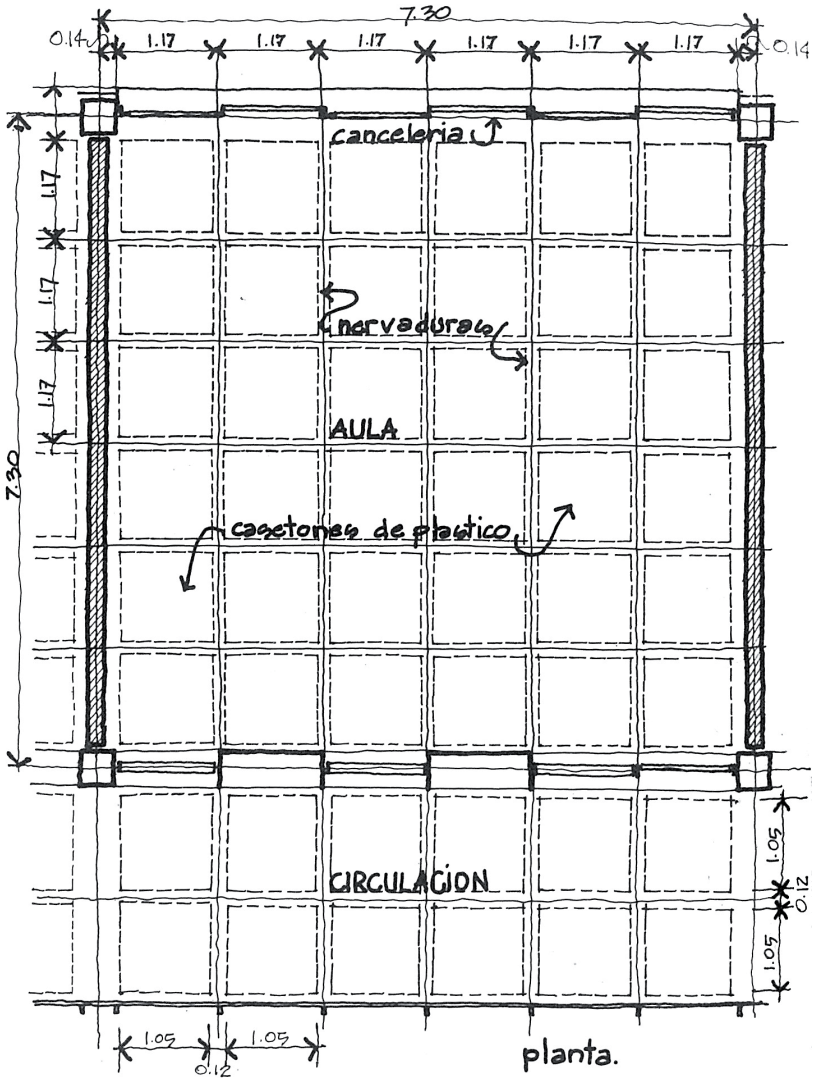 7.30
0.14 1.17 1.17 1.17 1.17 1.17 1.17 0.14
canceleria
1.17
1.17
nervaduras
1.17
AULA
7.30
casetones de plastico
1.05
CIRCULACION
0.12
1.05
1.05 1.05
0.12
planta.